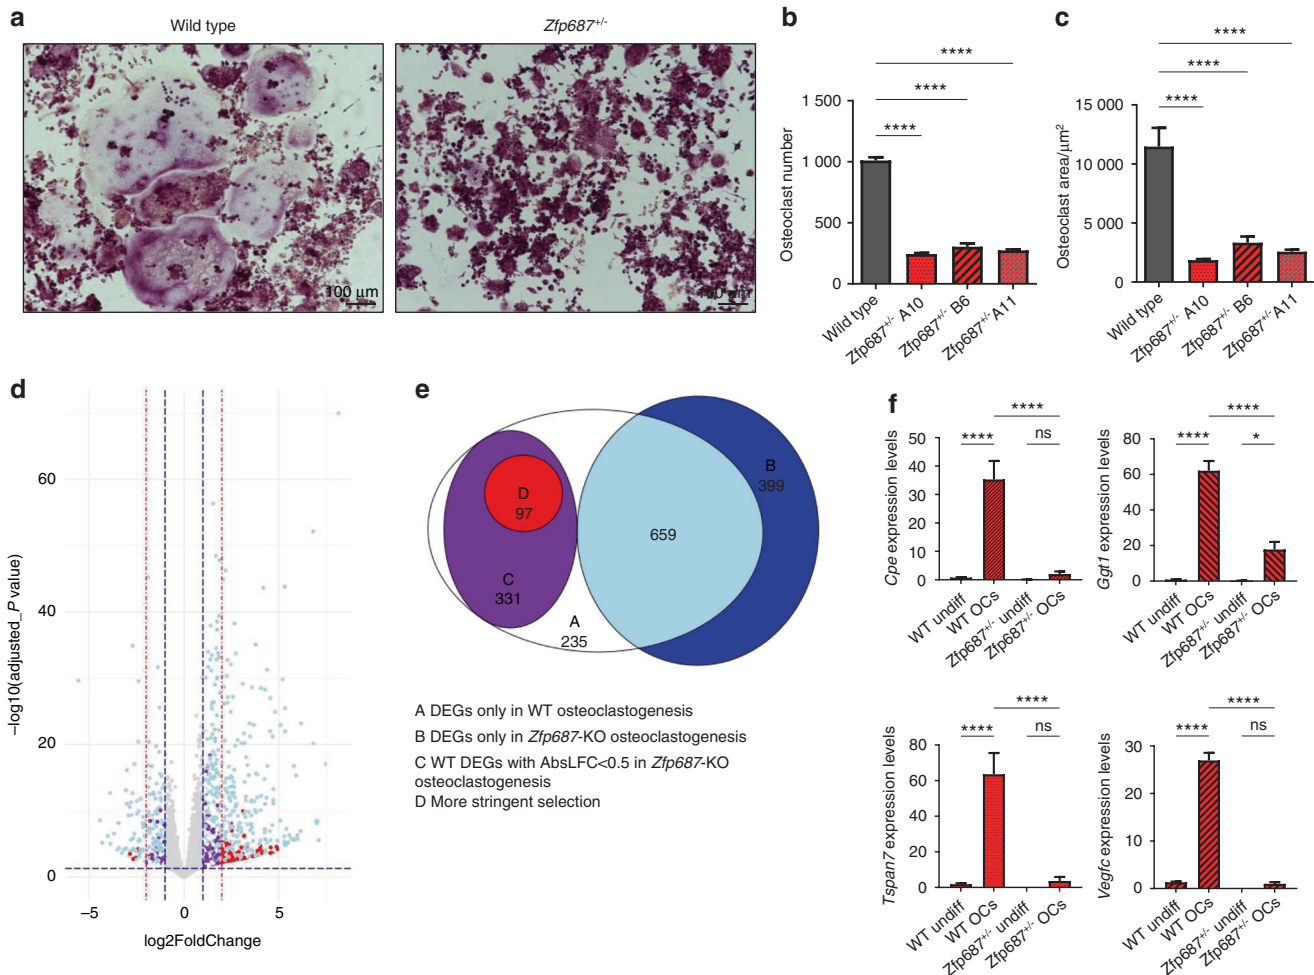 a
Wild type
Zfp687+/-
100 µm
100 µm
b
Osteoclast number
1 500
1 000
500
0
****
****
****
Wild type
Zfp687+/- A10
Zfp687+/- B6
Zfp687+/- A11
c
Osteoclast area/µm²
15 000
10 000
5 000
0
****
****
****
Wild type
Zfp687+/- A10
Zfp687+/- B6
Zfp687+/- A11
d
−log10(adjusted_P value)
60
40
20
0
−5
0
5
log2FoldChange
e
D
97
C
331
A
235
659
B
399
A DEGs only in WT osteoclastogenesis
B DEGs only in Zfp687-KO osteoclastogenesis
C WT DEGs with AbsLFC<0.5 in Zfp687-KO
osteoclastogenesis
D More stringent selection
f
Cpe expression levels
50
40
30
20
10
0
****
****
ns
WT undiff
WT OCs
Zfp687+/- undiff
Zfp687+/- OCs
Ggt1 expression levels
80
60
40
20
0
****
****
*
WT undiff
WT OCs
Zfp687+/- undiff
Zfp687+/- OCs
Tspan7 expression levels
80
60
40
20
0
****
****
ns
WT undiff
WT OCs
Zfp687+/- undiff
Zfp687+/- OCs
Vegfc expression levels
30
20
10
0
****
****
ns
WT undiff
WT OCs
Zfp687+/- undiff
Zfp687+/- OCs